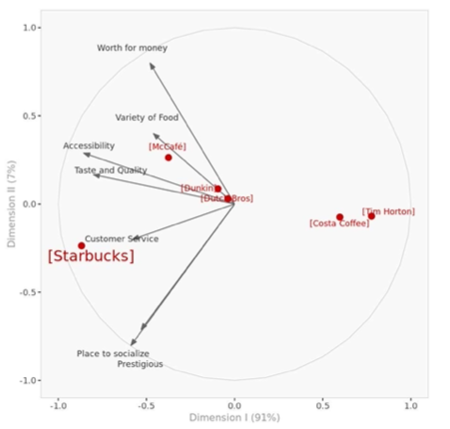 1.0
Worth for money
0.5
Variety of Food
[McCafé]
Accessibility
Taste and Quality
[Dunkin]
[Dutch Bros]
0.0
[Tim Horton]
[Costa Coffee]
Customer Service
[Starbucks]
-0.5
Place to socialize
Prestigious
-1.0
-1.0 -0.5 0.0 0.5 1.0
Dimension I (91%)
Dimension II (7%)